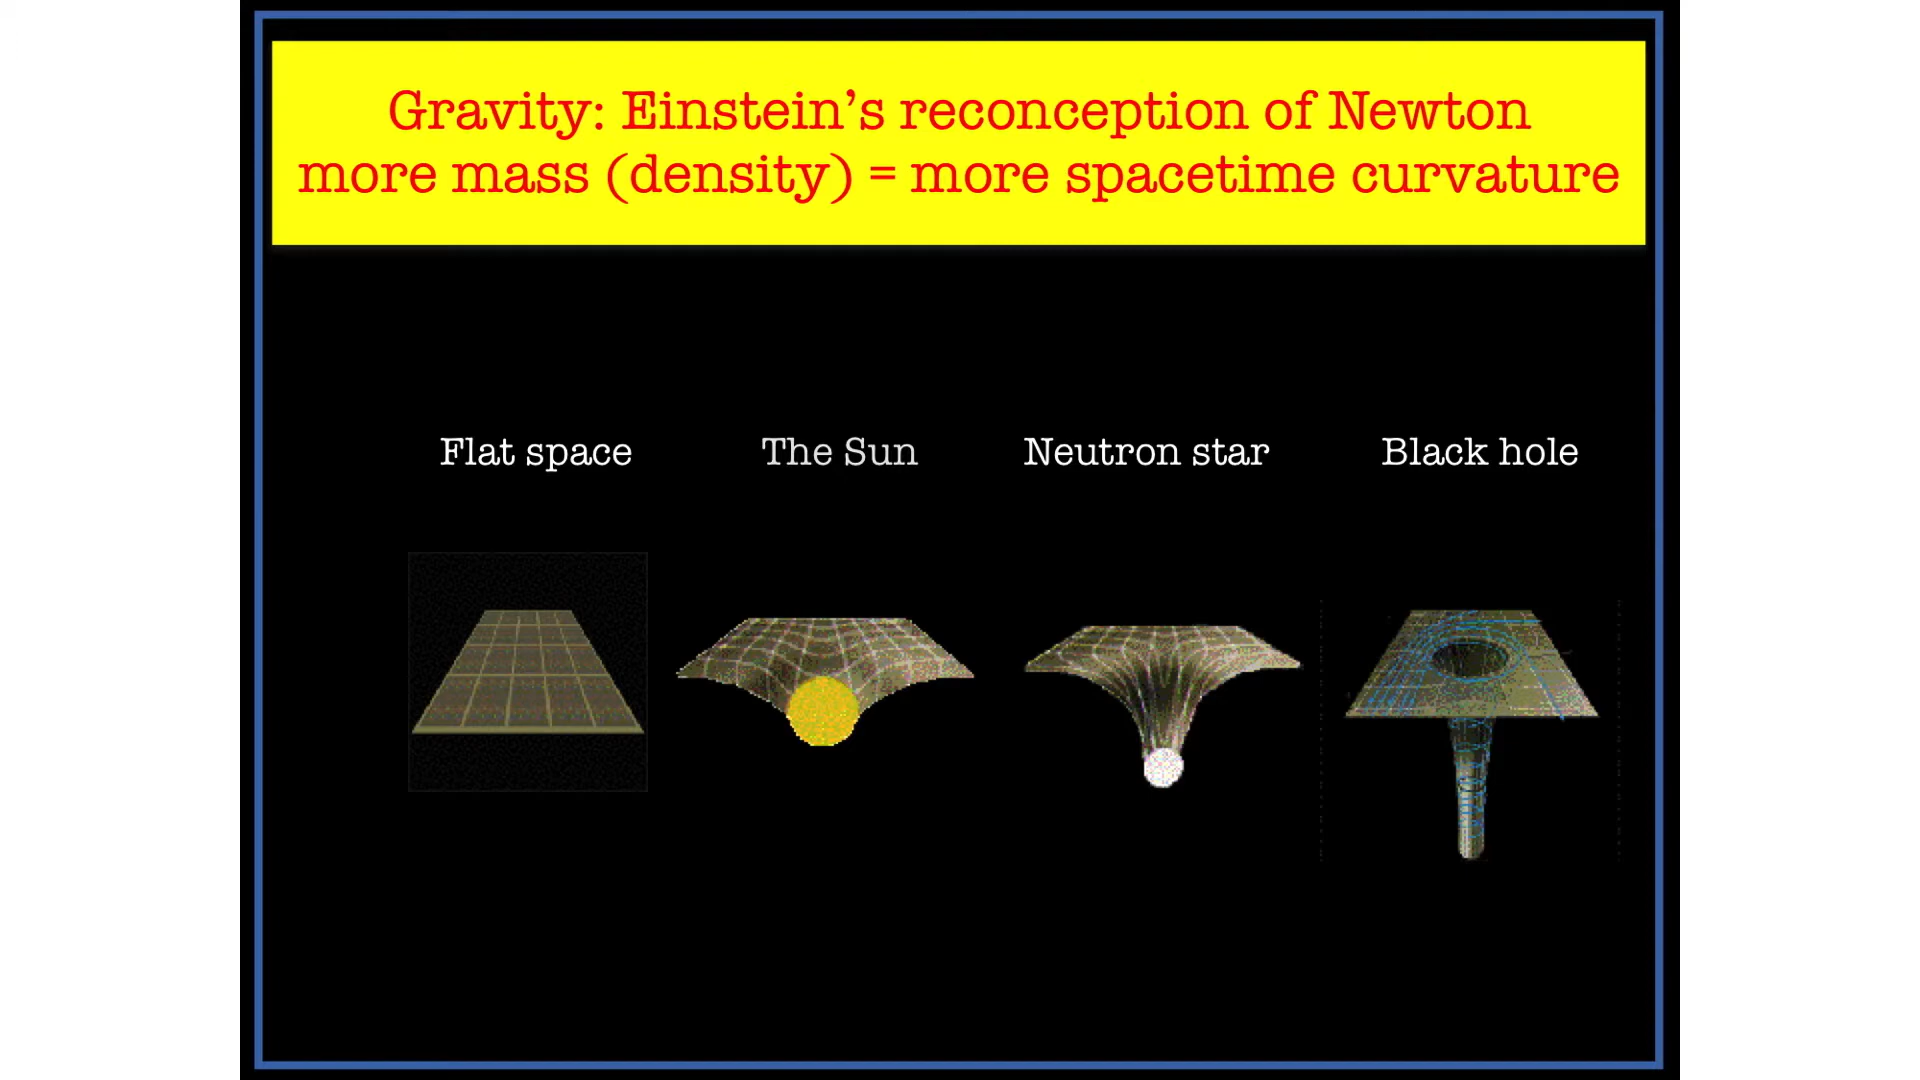 Gravity: Einstein’s reconception of Newton
more mass (density) = more spacetime curvature
Flat space
The Sun
Neutron star
Black hole